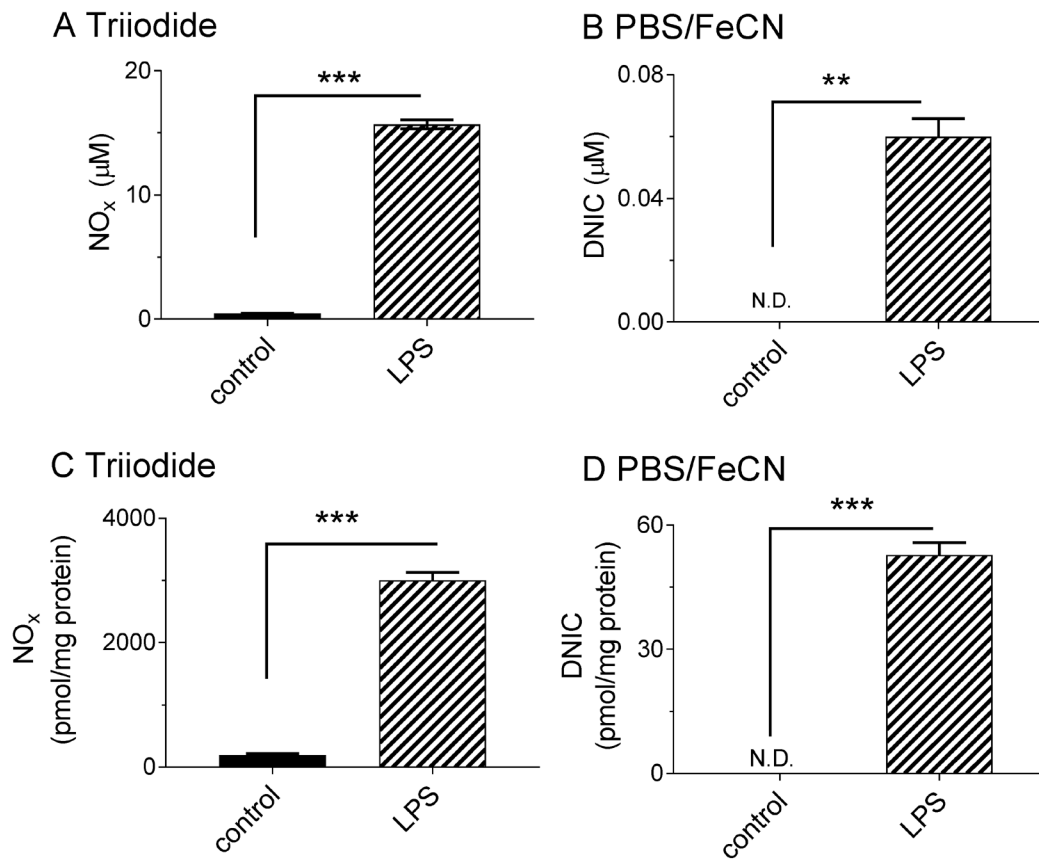 A Triiodide
20
10
0
NOx (μM)
***
control
LPS
B PBS/FeCN
0.08
0.04
0.00
DNIC (μM)
**
N.D.
control
LPS
C Triiodide
4000
2000
0
NOx
(pmol/mg protein)
***
control
LPS
D PBS/FeCN
60
30
0
DNIC
(pmol/mg protein)
***
N.D.
control
LPS